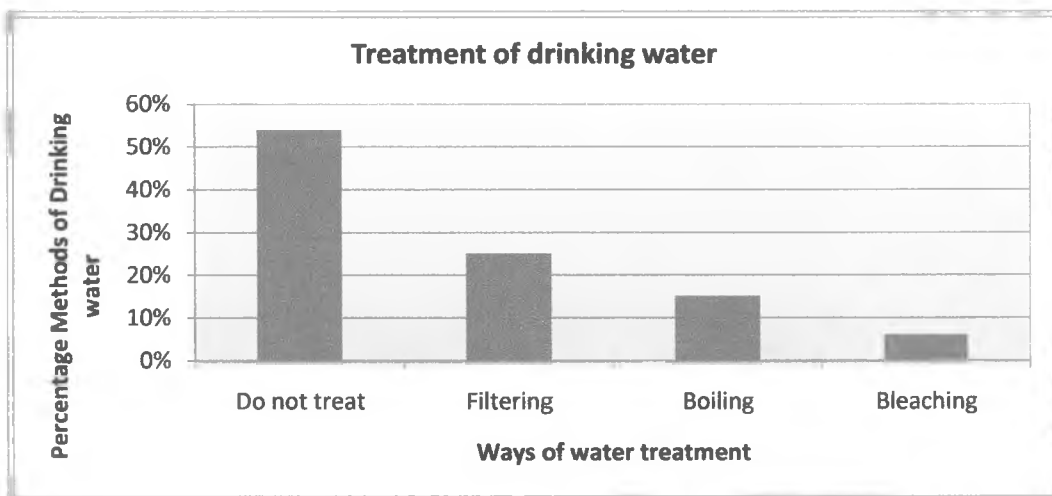 Treatment of drinking water
Percentage Methods of Drinking
water
60%
50%
40%
30%
20%
10%
0%
Do not treat
Filtering
Boiling
Bleaching
Ways of water treatment